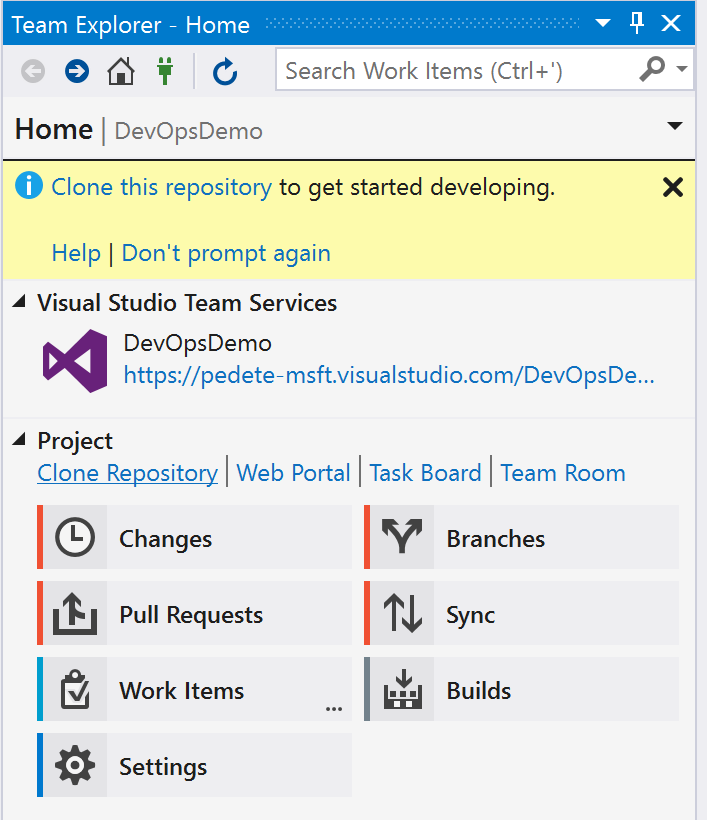 Team Explorer - Home
Search Work Items (Ctrl+')
Home | DevOpsDemo
Clone this repository to get started developing.
Help | Don't prompt again
Visual Studio Team Services
DevOpsDemo
https://pedete-msft.visualstudio.com/DevOpsDe...
Project
Clone Repository | Web Portal | Task Board | Team Room
Changes
Branches
Pull Requests
Sync
Work Items
...
Builds
Settings